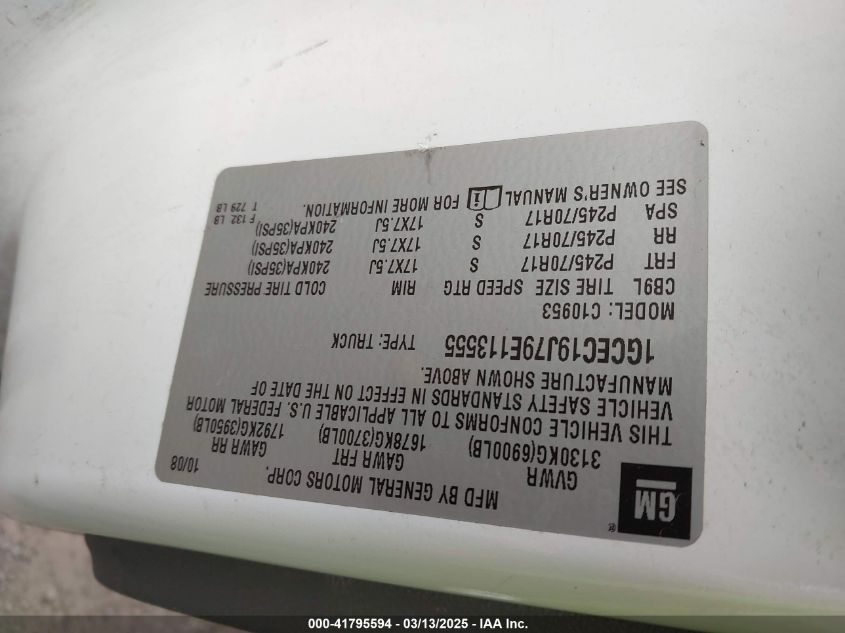 GM
®
MFD BY GENERAL MOTORS CORP.
10/08
GVWR GAWR FRT GAWR RR
3130KG(6900LB) 1678KG(3700LB) 1792KG(3950LB)
THIS VEHICLE CONFORMS TO ALL APPLICABLE U.S. FEDERAL MOTOR
VEHICLE SAFETY STANDARDS IN EFFECT ON THE DATE OF
MANUFACTURE SHOWN ABOVE.
1GCEC19J79E113555 TYPE: TRUCK
MODEL: C10953
CB9L TIRE SIZE SPEED RTG RIM COLD TIRE PRESSURE
FRT P245/70R17 S 17X7.5J 240KPA(35PSI)
RR P245/70R17 S 17X7.5J 240KPA(35PSI)
SPA P245/70R17 S 17X7.5J 240KPA(35PSI)
SEE OWNER'S MANUAL i FOR MORE INFORMATION.
F 132 LB
T 729 LB
000-41795594 - 03/13/2025 - IAA Inc.